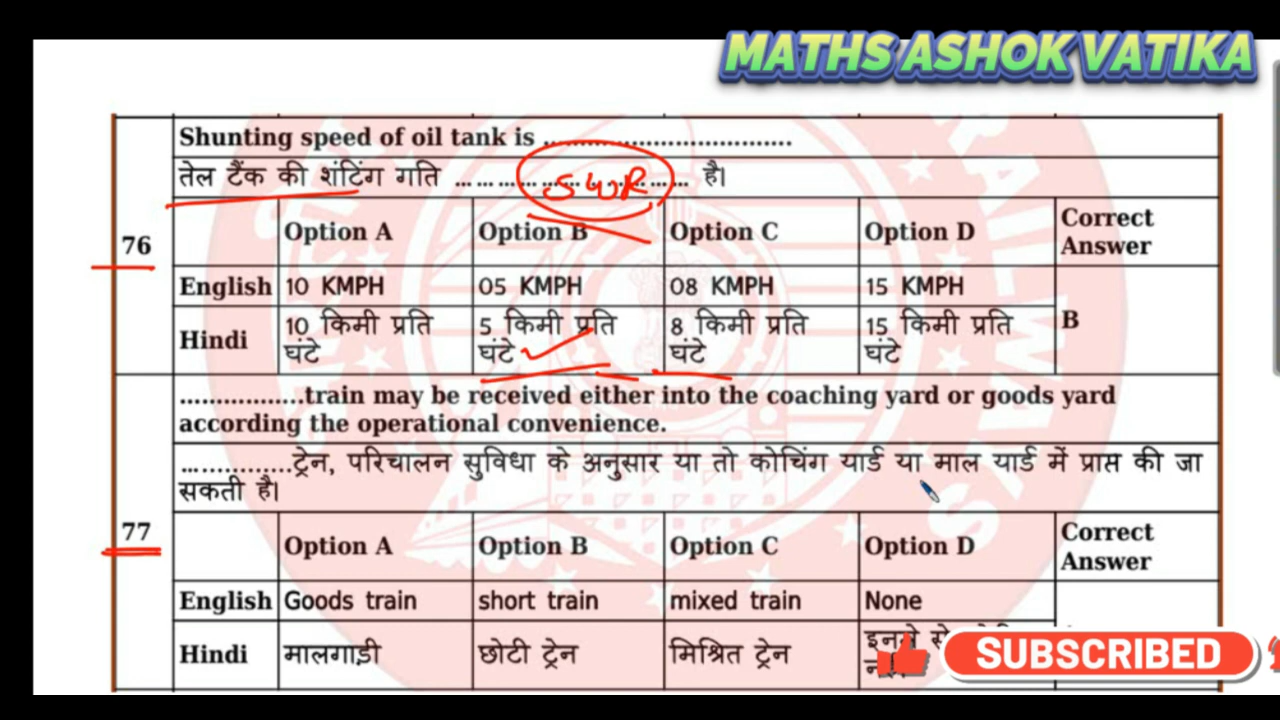 MATHS ASHOK VATIKA
Shunting speed of oil tank is .................................
तेल टैंक की शंटिंग गति ... ... ... ... ... ... ... ... है।
SWR
76
Option A Option B Option C Option D Correct Answer
English 10 KMPH 05 KMPH 08 KMPH 15 KMPH
B
Hindi 10 किमी प्रति घंटे 5 किमी प्रति घंटे 8 किमी प्रति घंटे 15 किमी प्रति घंटे
.................train may be received either into the coaching yard or goods yard
according the operational convenience.
...............ट्रेन, परिचालन सुविधा के अनुसार या तो कोचिंग यार्ड या माल यार्ड में प्राप्त की जा
सकती है।
77
Option A Option B Option C Option D Correct Answer
English Goods train short train mixed train None
Hindi मालगाड़ी छोटी ट्रेन मिश्रित ट्रेन
SUBSCRIBED